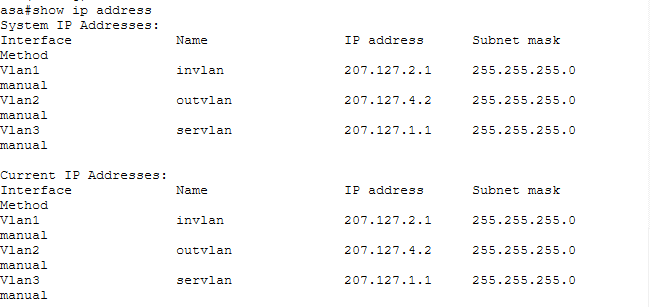 asa#show ip address
System IP Addresses:
Interface Name IP address Subnet mask
Method
Vlan1 invlan 207.127.2.1 255.255.255.0
manual
Vlan2 outvlan 207.127.4.2 255.255.255.0
manual
Vlan3 servlan 207.127.1.1 255.255.255.0
manual

Current IP Addresses:
Interface Name IP address Subnet mask
Method
Vlan1 invlan 207.127.2.1 255.255.255.0
manual
Vlan2 outvlan 207.127.4.2 255.255.255.0
manual
Vlan3 servlan 207.127.1.1 255.255.255.0
manual